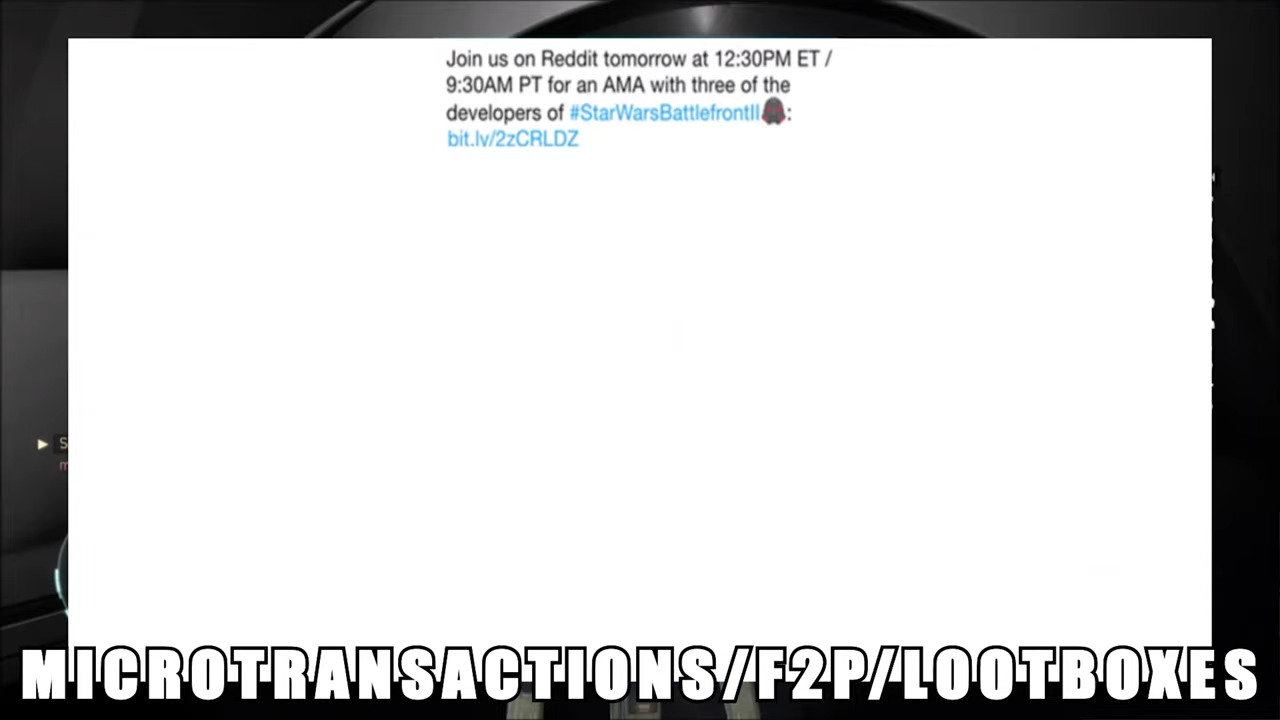 Join us on Reddit tomorrow at 12:30PM ET /
9:30AM PT for an AMA with three of the
developers of #StarWarsBattlefrontII:
bit.lv/2zCRLDZ
S
m
MICROTRANSACTIONS/F2P/LOOTBOXES